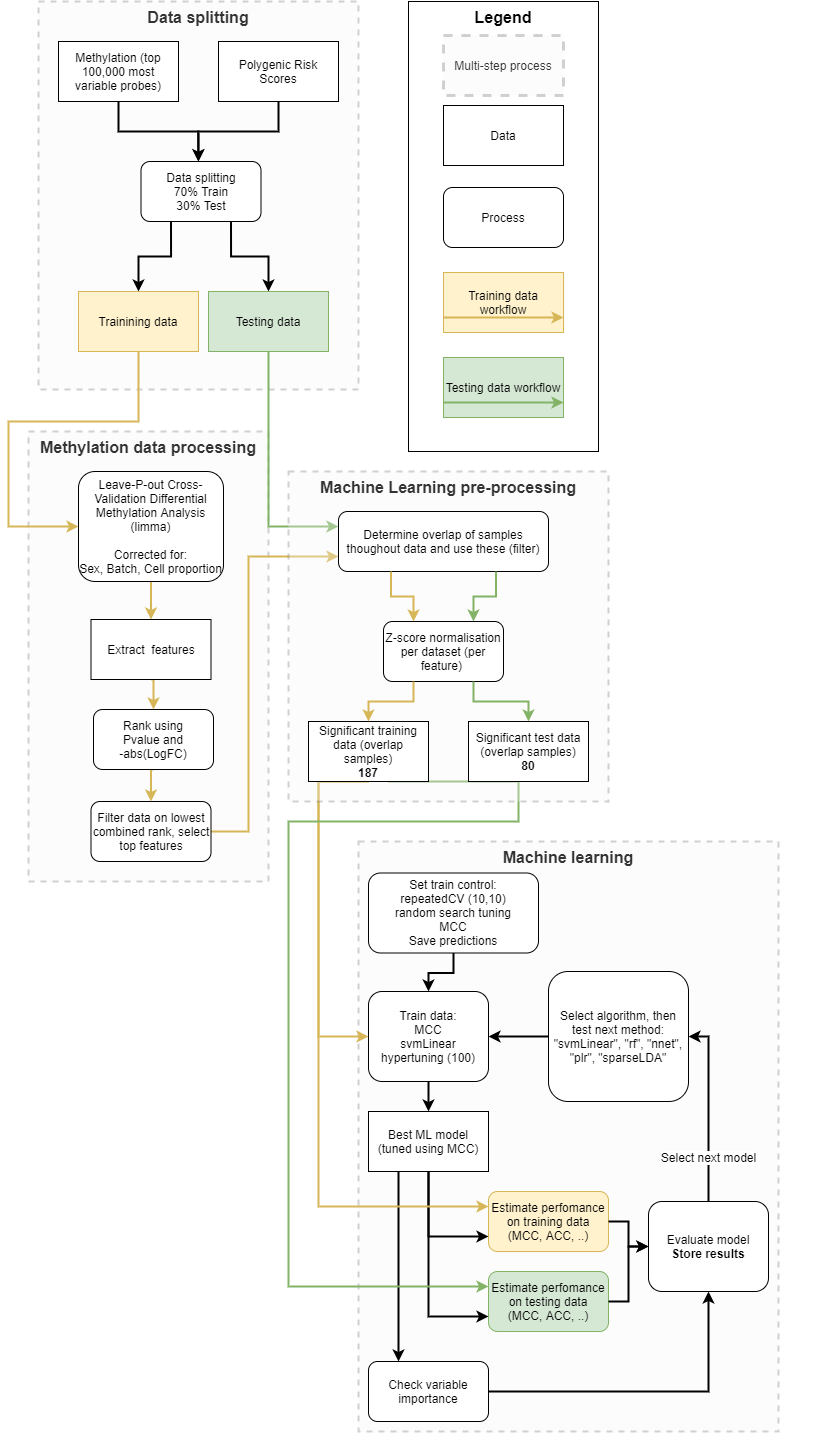 Data splitting
Methylation (top
100,000 most
variable probes)
Polygenic Risk
Scores
Data splitting
70% Train
30% Test
Trainining data
Testing data
Legend
Multi-step process
Data
Process
Training data
workflow
Testing data workflow
Methylation data processing
Leave-P-out Cross-
Validation Differential
Methylation Analysis
(limma)
Corrected for:
Sex, Batch, Cell proportion
Extract features
Rank using
Pvalue and
-abs(LogFC)
Filter data on lowest
combined rank, select
top features
Machine Learning pre-processing
Determine overlap of samples
thoughout data and use these (filter)
Z-score normalisation
per dataset (per
feature)
Significant training
data (overlap
samples)
187
Significant test data
(overlap samples)
80
Machine learning
Set train control:
repeatedCV (10,10)
random search tuning
MCC
Save predictions
Train data:
MCC
svmLinear
hypertuning (100)
Select algorithm, then
test next method:
"svmLinear", "rf", "nnet",
"plr", "sparseLDA"
Best ML model
(tuned using MCC)
Select next model
Estimate perfomance
on training data
(MCC, ACC, ..)
Evaluate model
Store results
Estimate perfomance
on testing data
(MCC, ACC, ..)
Check variable
importance